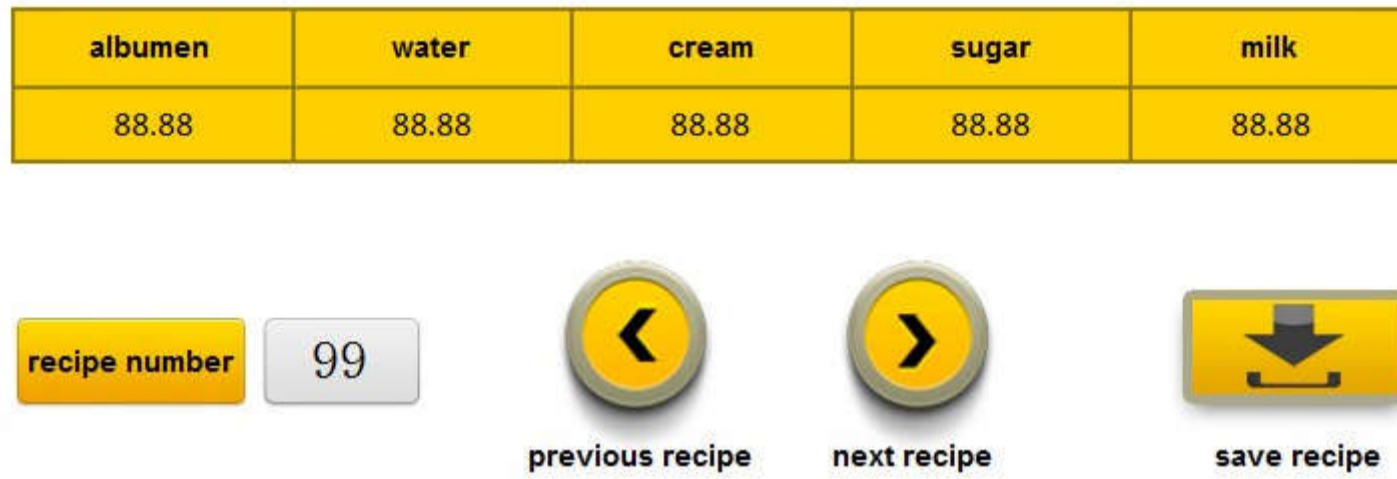 albumen water cream sugar milk
88.88 88.88 88.88 88.88 88.88
recipe number 99
previous recipe next recipe save recipe